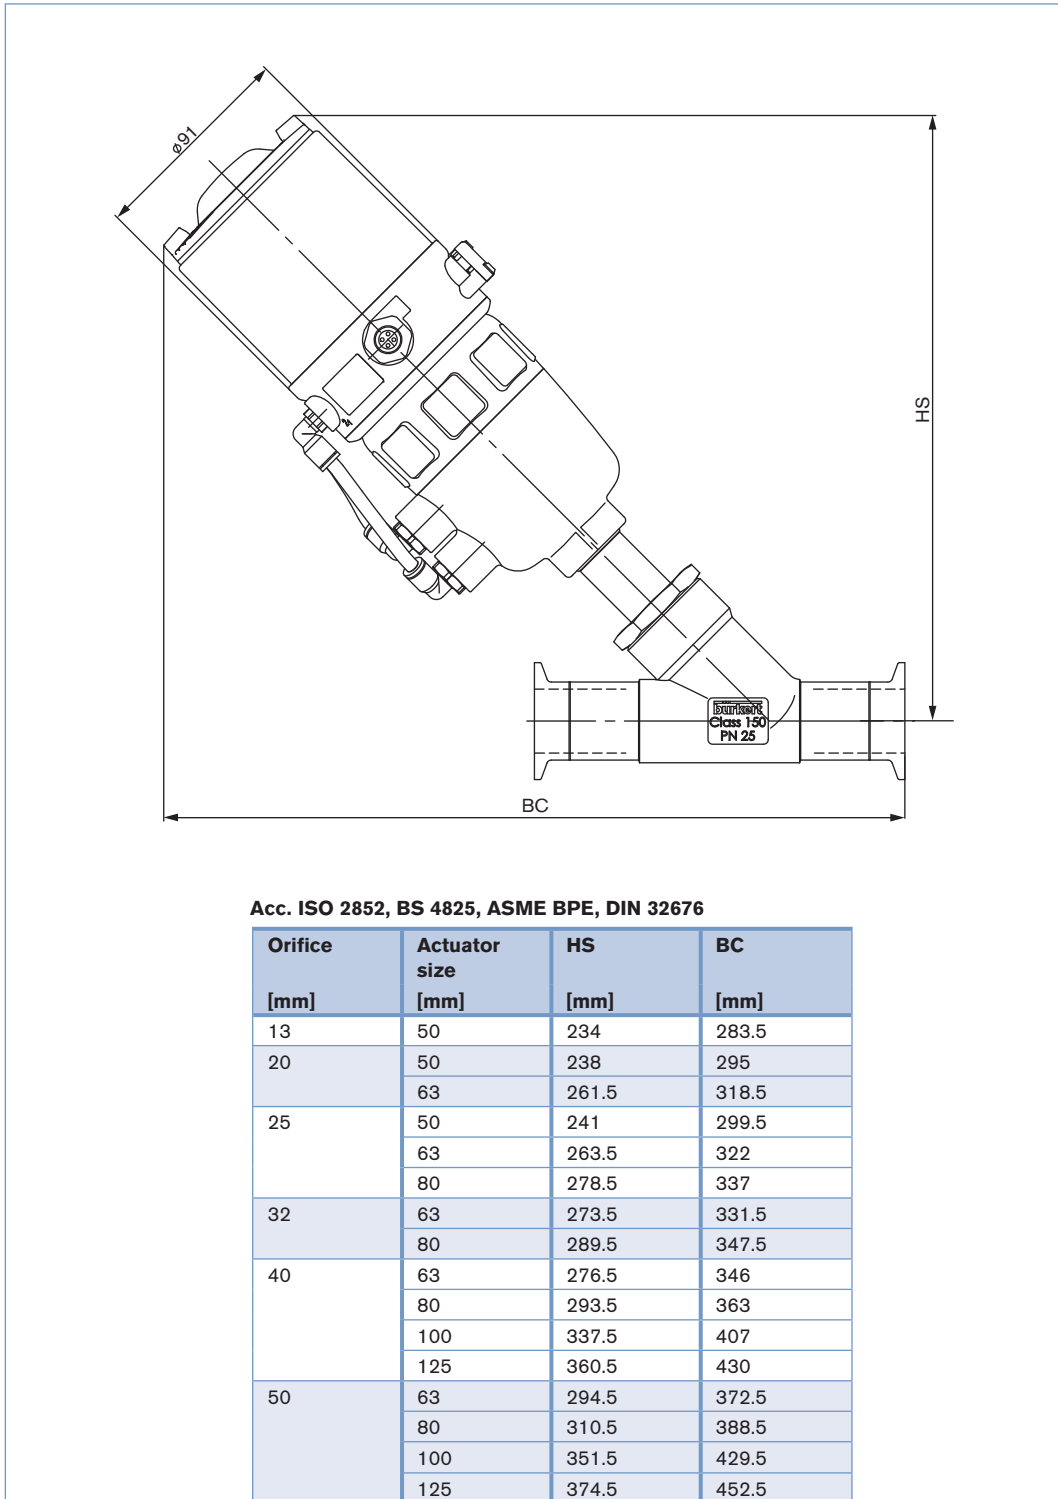 ø91
HS
burkert
Class 150
PN 25
BC
Acc. ISO 2852, BS 4825, ASME BPE, DIN 32676
Orifice Actuator size HS BC
[mm] [mm] [mm] [mm]
13 50 234 283.5
20 50 238 295
63 261.5 318.5
25 50 241 299.5
63 263.5 322
80 278.5 337
32 63 273.5 331.5
80 289.5 347.5
40 63 276.5 346
80 293.5 363
100 337.5 407
125 360.5 430
50 63 294.5 372.5
80 310.5 388.5
100 351.5 429.5
125 374.5 452.5